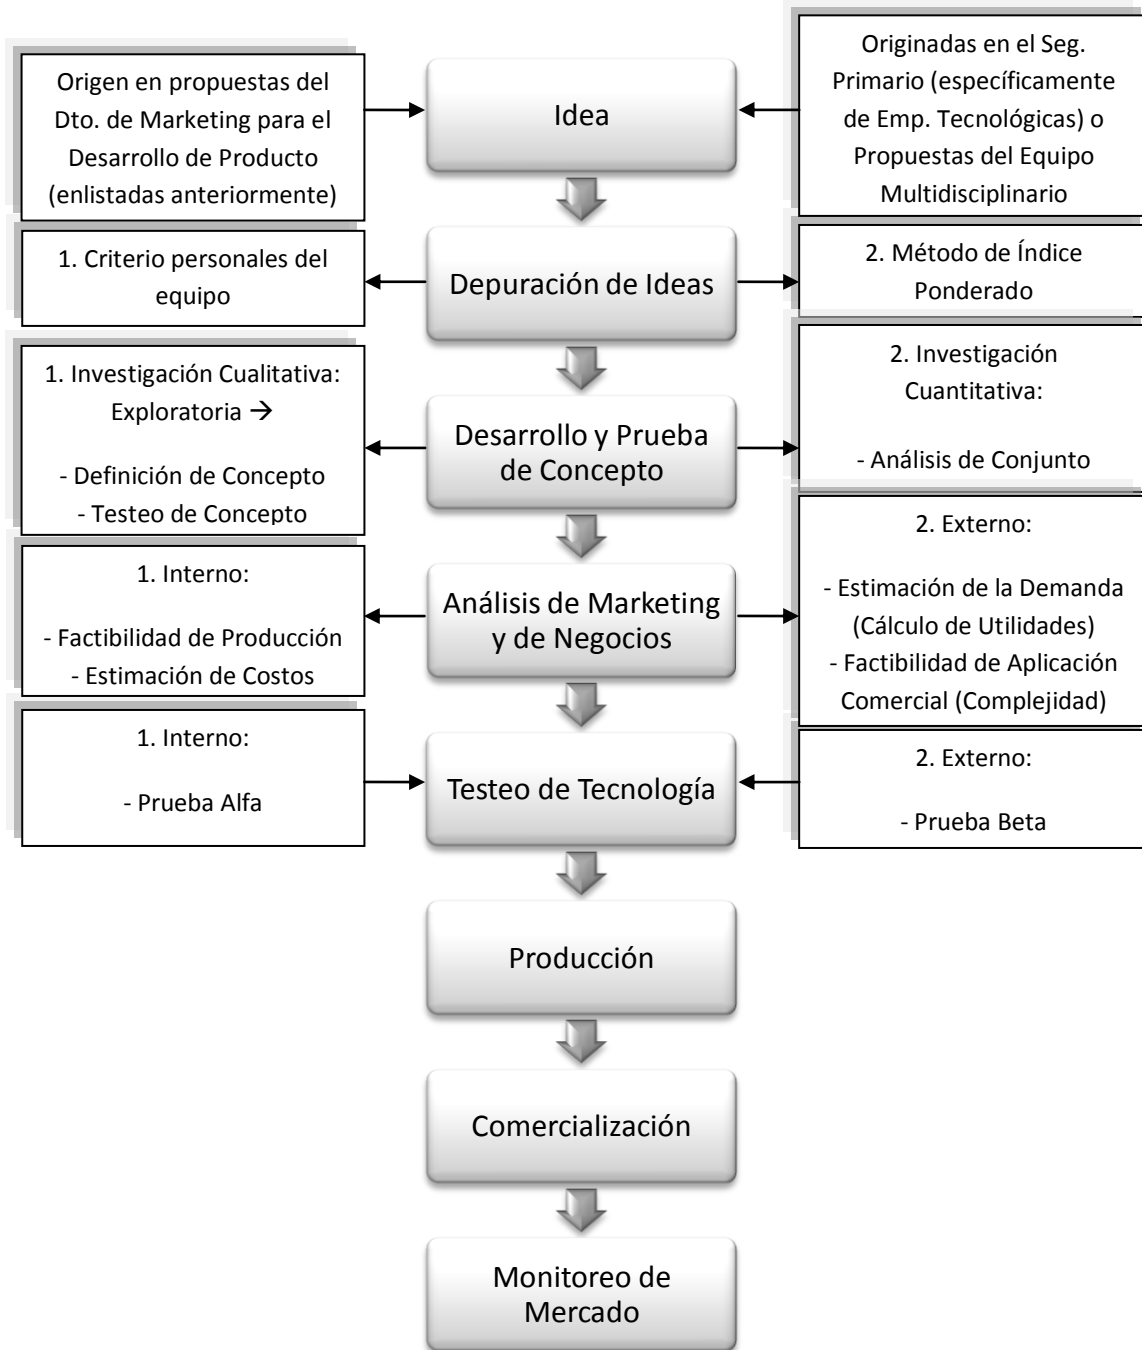 Origen en propuestas del
Dto. de Marketing para el
Desarrollo de Producto
(enlistadas anteriormente)
Idea
Originadas en el Seg.
Primario (específicamente
de Emp. Tecnológicas) o
Propuestas del Equipo
Multidisciplinario
1. Criterio personales del
equipo
Depuración de Ideas
2. Método de Índice
Ponderado
1. Investigación Cualitativa:
Exploratoria →
- Definición de Concepto
- Testeo de Concepto
Desarrollo y Prueba
de Concepto
2. Investigación
Cuantitativa:
- Análisis de Conjunto
1. Interno:
- Factibilidad de Producción
- Estimación de Costos
Análisis de Marketing
y de Negocios
2. Externo:
- Estimación de la Demanda
(Cálculo de Utilidades)
- Factibilidad de Aplicación
Comercial (Complejidad)
1. Interno:
- Prueba Alfa
Testeo de Tecnología
2. Externo:
- Prueba Beta
Producción
Comercialización
Monitoreo de
Mercado